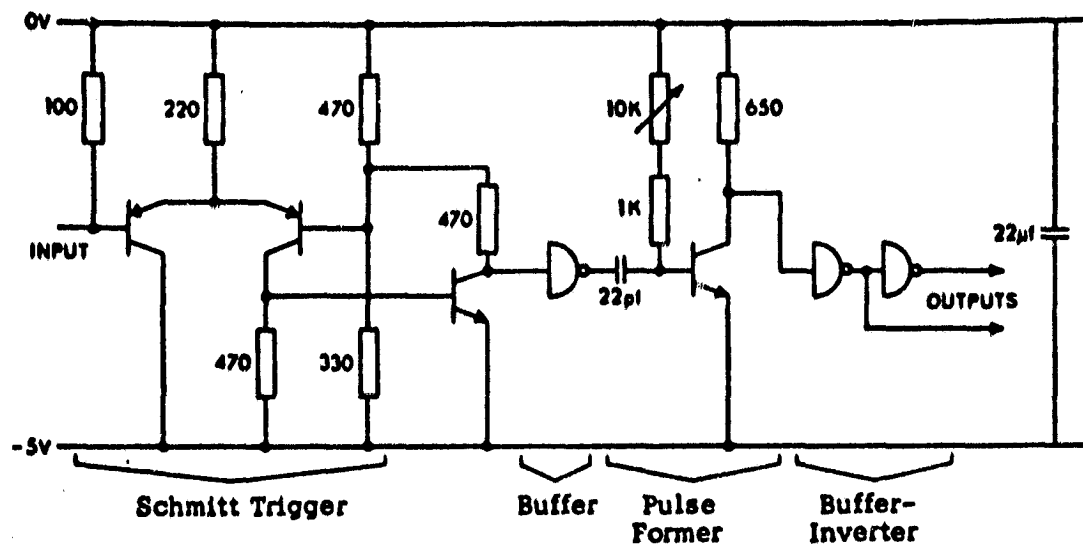 0V
100
220
470
10K
650
1K
470
INPUT
22µf
22pf
OUTPUTS
470
330
-5V
Schmitt Trigger
Buffer
Pulse
Former
Buffer-
Inverter